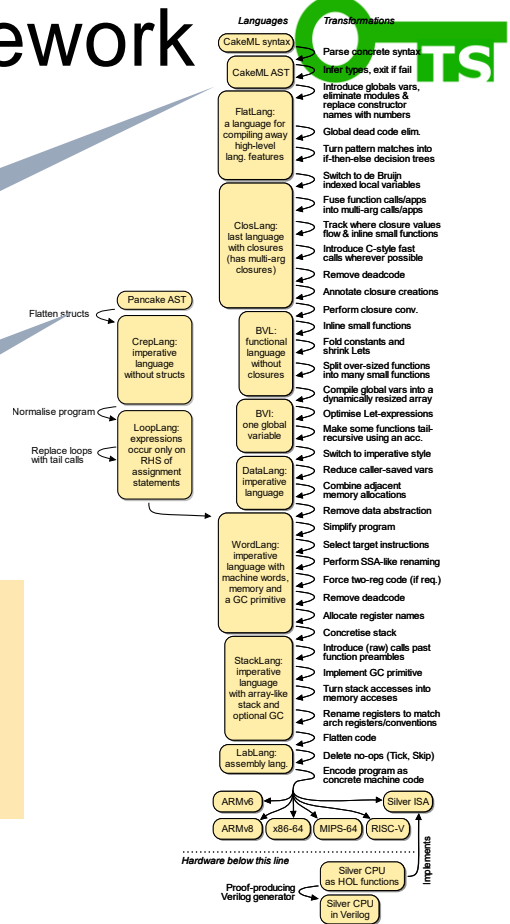 ework
TS
Languages
Transformations
CakeML syntax
Parse concrete syntax
CakeML AST
Infer types, exit if fail
Introduce globals vars,
eliminate modules &
replace constructor
names with numbers
FlatLang:
a language for
compiling away
high-level
lang. features
Global dead code elim.
Turn pattern matches into
if-then-else decision trees
Switch to de Bruijn
indexed local variables
Fuse function calls/apps
into multi-arg calls/apps
ClosLang:
last language
with closures
(has multi-arg
closures)
Track where closure values
flow & inline small functions
Introduce C-style fast
calls wherever possible
Remove deadcode
Annotate closure creations
Perform closure conv.
Pancake AST
Flatten structs
CrepLang:
imperative
language
without structs
BVL:
functional
language
without
closures
Inline small functions
Fold constants and
shrink Lets
Split over-sized functions
into many small functions
Compile global vars into a
dynamically resized array
Normalise program
LoopLang:
expressions
occur only on
RHS of
assignment
statements
Replace loops
with tail calls
BVI:
one global
variable
Optimise Let-expressions
Make some functions tail-
recursive using an acc.
Switch to imperative style
DataLang:
imperative
language
Reduce caller-saved vars
Combine adjacent
memory allocations
Remove data abstraction
WordLang:
imperative
language with
machine words,
memory and
a GC primitive
Simplify program
Select target instructions
Perform SSA-like renaming
Force two-reg code (if req.)
Remove deadcode
Allocate register names
Concretise stack
StackLang:
imperative
language
with array-like
stack and
optional GC
Introduce (raw) calls past
function preambles
Implement GC primitive
Turn stack accesses into
memory acceses
Rename registers to match
arch registers/conventions
Flatten code
LabLang:
assembly lang.
Delete no-ops (Tick, Skip)
Encode program as
concrete machine code
ARMv6
Silver ISA
ARMv8
x86-64
MIPS-64
RISC-V
Hardware below this line
Implements
Silver CPU
as HOL functions
Proof-producing
Verilog generator
Silver CPU
in Verilog